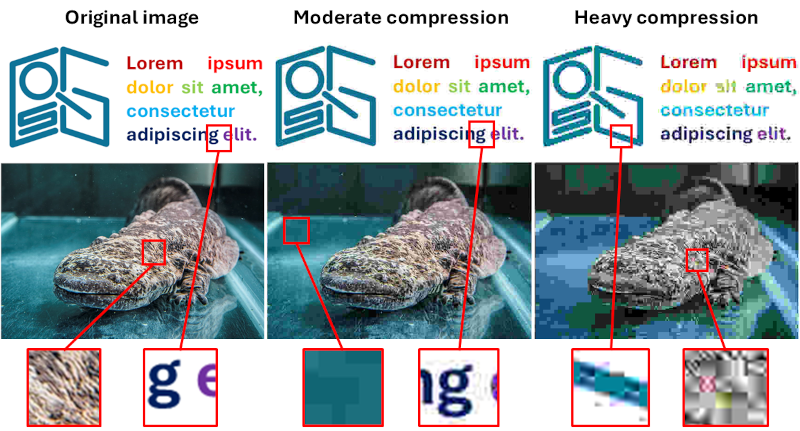 Original image
Moderate compression
Heavy compression
Lorem ipsum
dolor sit amet,
consectetur
adipiscing elit.
Lorem ipsum
dolor sit amet,
consectetur
adipiscing elit.
Lorem ipsum
dolor sit amet,
consectetur
adipiscing elit.
g e
ng